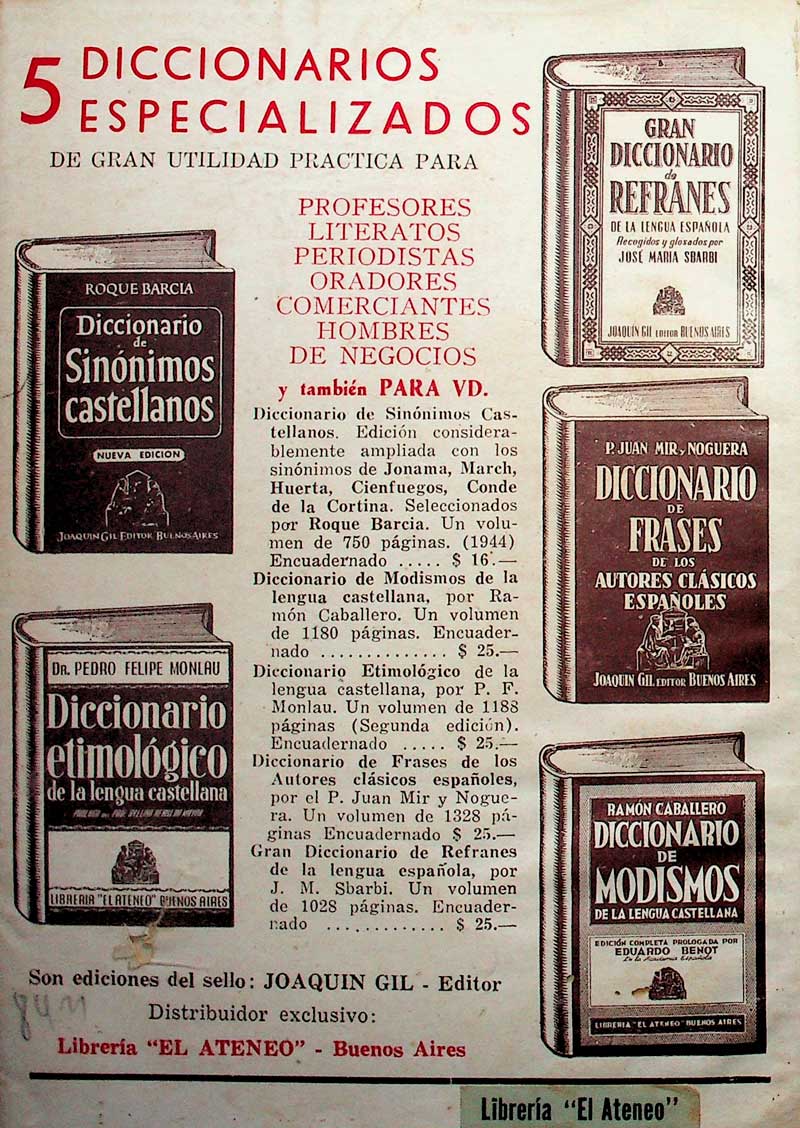 5 DICCIONARIOS
ESPECIALIZADOS
DE GRAN UTILIDAD PRACTICA PARA
PROFESORES
LITERATOS
PERIODISTAS
ORADORES
COMERCIANTES
HOMBRES
DE NEGOCIOS
y también PARA VD.
Diccionario de Sinónimos Cas-
tellanos. Edición considera-
blemente ampliada con los
sinónimos de Jonama, March,
Huerta, Cienfuegos, Conde
de la Cortina. Seleccionados
por Roque Barcia. Un volu-
men de 750 páginas. (1944)
Encuadernado ..... $ 16.—
Diccionario de Modismos de la
lengua castellana, por Ra-
món Caballero. Un volumen
de 1180 páginas. Encuader-
nado .............. $ 25.—
Diccionario Etimológico de la
lengua castellana, por P. F.
Monlau. Un volumen de 1188
páginas (Segunda edición).
Encuadernado ..... $ 25.—
Diccionario de Frases de los
Autores clásicos españoles,
por el P. Juan Mir y Nogue-
ra. Un volumen de 1328 pá-
ginas Encuadernado $ 25.—
Gran Diccionario de Refranes
de la lengua española, por
J. M. Sbarbi. Un volumen
de 1028 páginas. Encuader-
nado ............. $ 25.—
ROQUE BARCIA
Diccionario
de
Sinónimos
castellanos
NUEVA EDICION
JOAQUIN GIL EDITOR BUENOS AIRES
DR. PEDRO FELIPE MONLAU
Diccionario
etimológico
de la lengua castellana
LIBRERIA "EL ATENEO" BUENOS AIRES
GRAN
DICCIONARIO
de
REFRANES
DE LA LENGUA ESPAÑOLA
Recogidos y glosados por
JOSÉ MARIA SBARBI
JOAQUIN GIL EDITOR BUENOS AIRES
P. JUAN MIR y NOGUERA
DICCIONARIO
DE
FRASES
DE LOS
AUTORES CLÁSICOS
ESPAÑOLES
JOAQUIN GIL EDITOR BUENOS AIRES
RAMÓN CABALLERO
DICCIONARIO
DE
MODISMOS
DE LA LENGUA CASTELLANA
EDICIÓN COMPLETA PROLOGADA POR
EDUARDO BENOT
De la Academia Española
LIBRERIA "EL ATENEO" BUENOS AIRES
Son ediciones del sello: JOAQUIN GIL - Editor
Distribuidor exclusivo:
Librería "EL ATENEO" - Buenos Aires
Librería "El Ateneo"